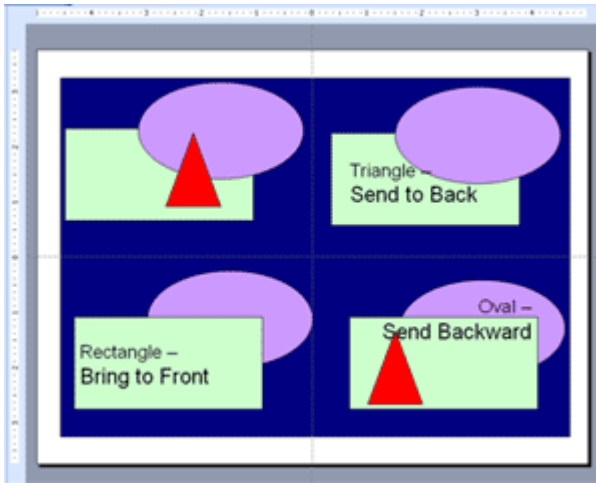 Triangle –
Send to Back
Rectangle –
Bring to Front
Oval –
Send Backward